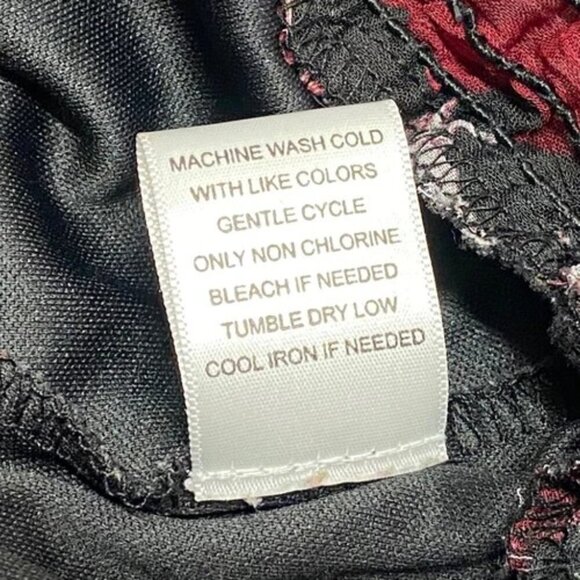 MACHINE WASH COLD
WITH LIKE COLORS
GENTLE CYCLE
ONLY NON CHLORINE
BLEACH IF NEEDED
TUMBLE DRY LOW
COOL IRON IF NEEDED